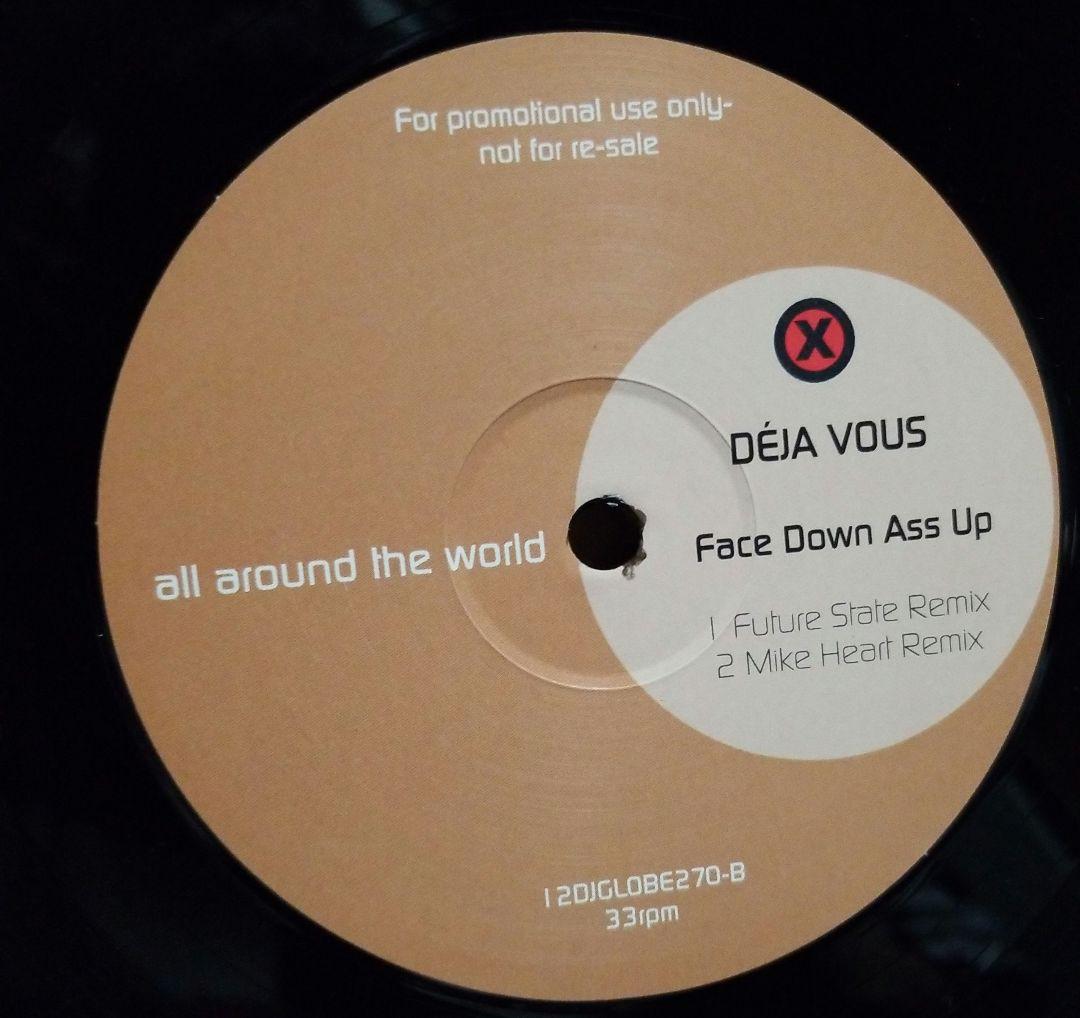 For promotional use only-
not for re-sale
X
DÉJA VOUS
all around the world
Face Down Ass Up
1 Future State Remix
2 Mike Heart Remix
12DJGLOBE270-B
33rpm